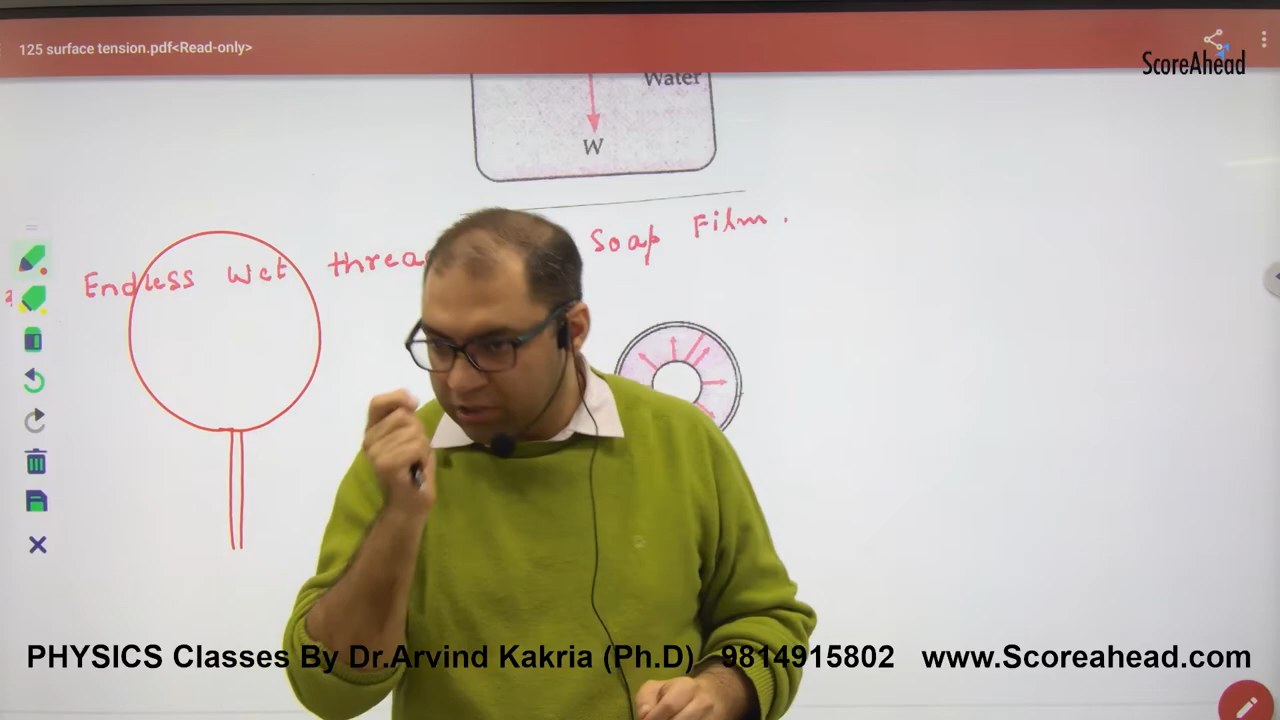 125 surface tension.pdf<Read-only>
ScoreAhead
Water
W
Endless Wet Soap Film.
PHYSICS Classes By Dr.Arvind Kakria (Ph.D) 9814915802 www.Scoreahead.com